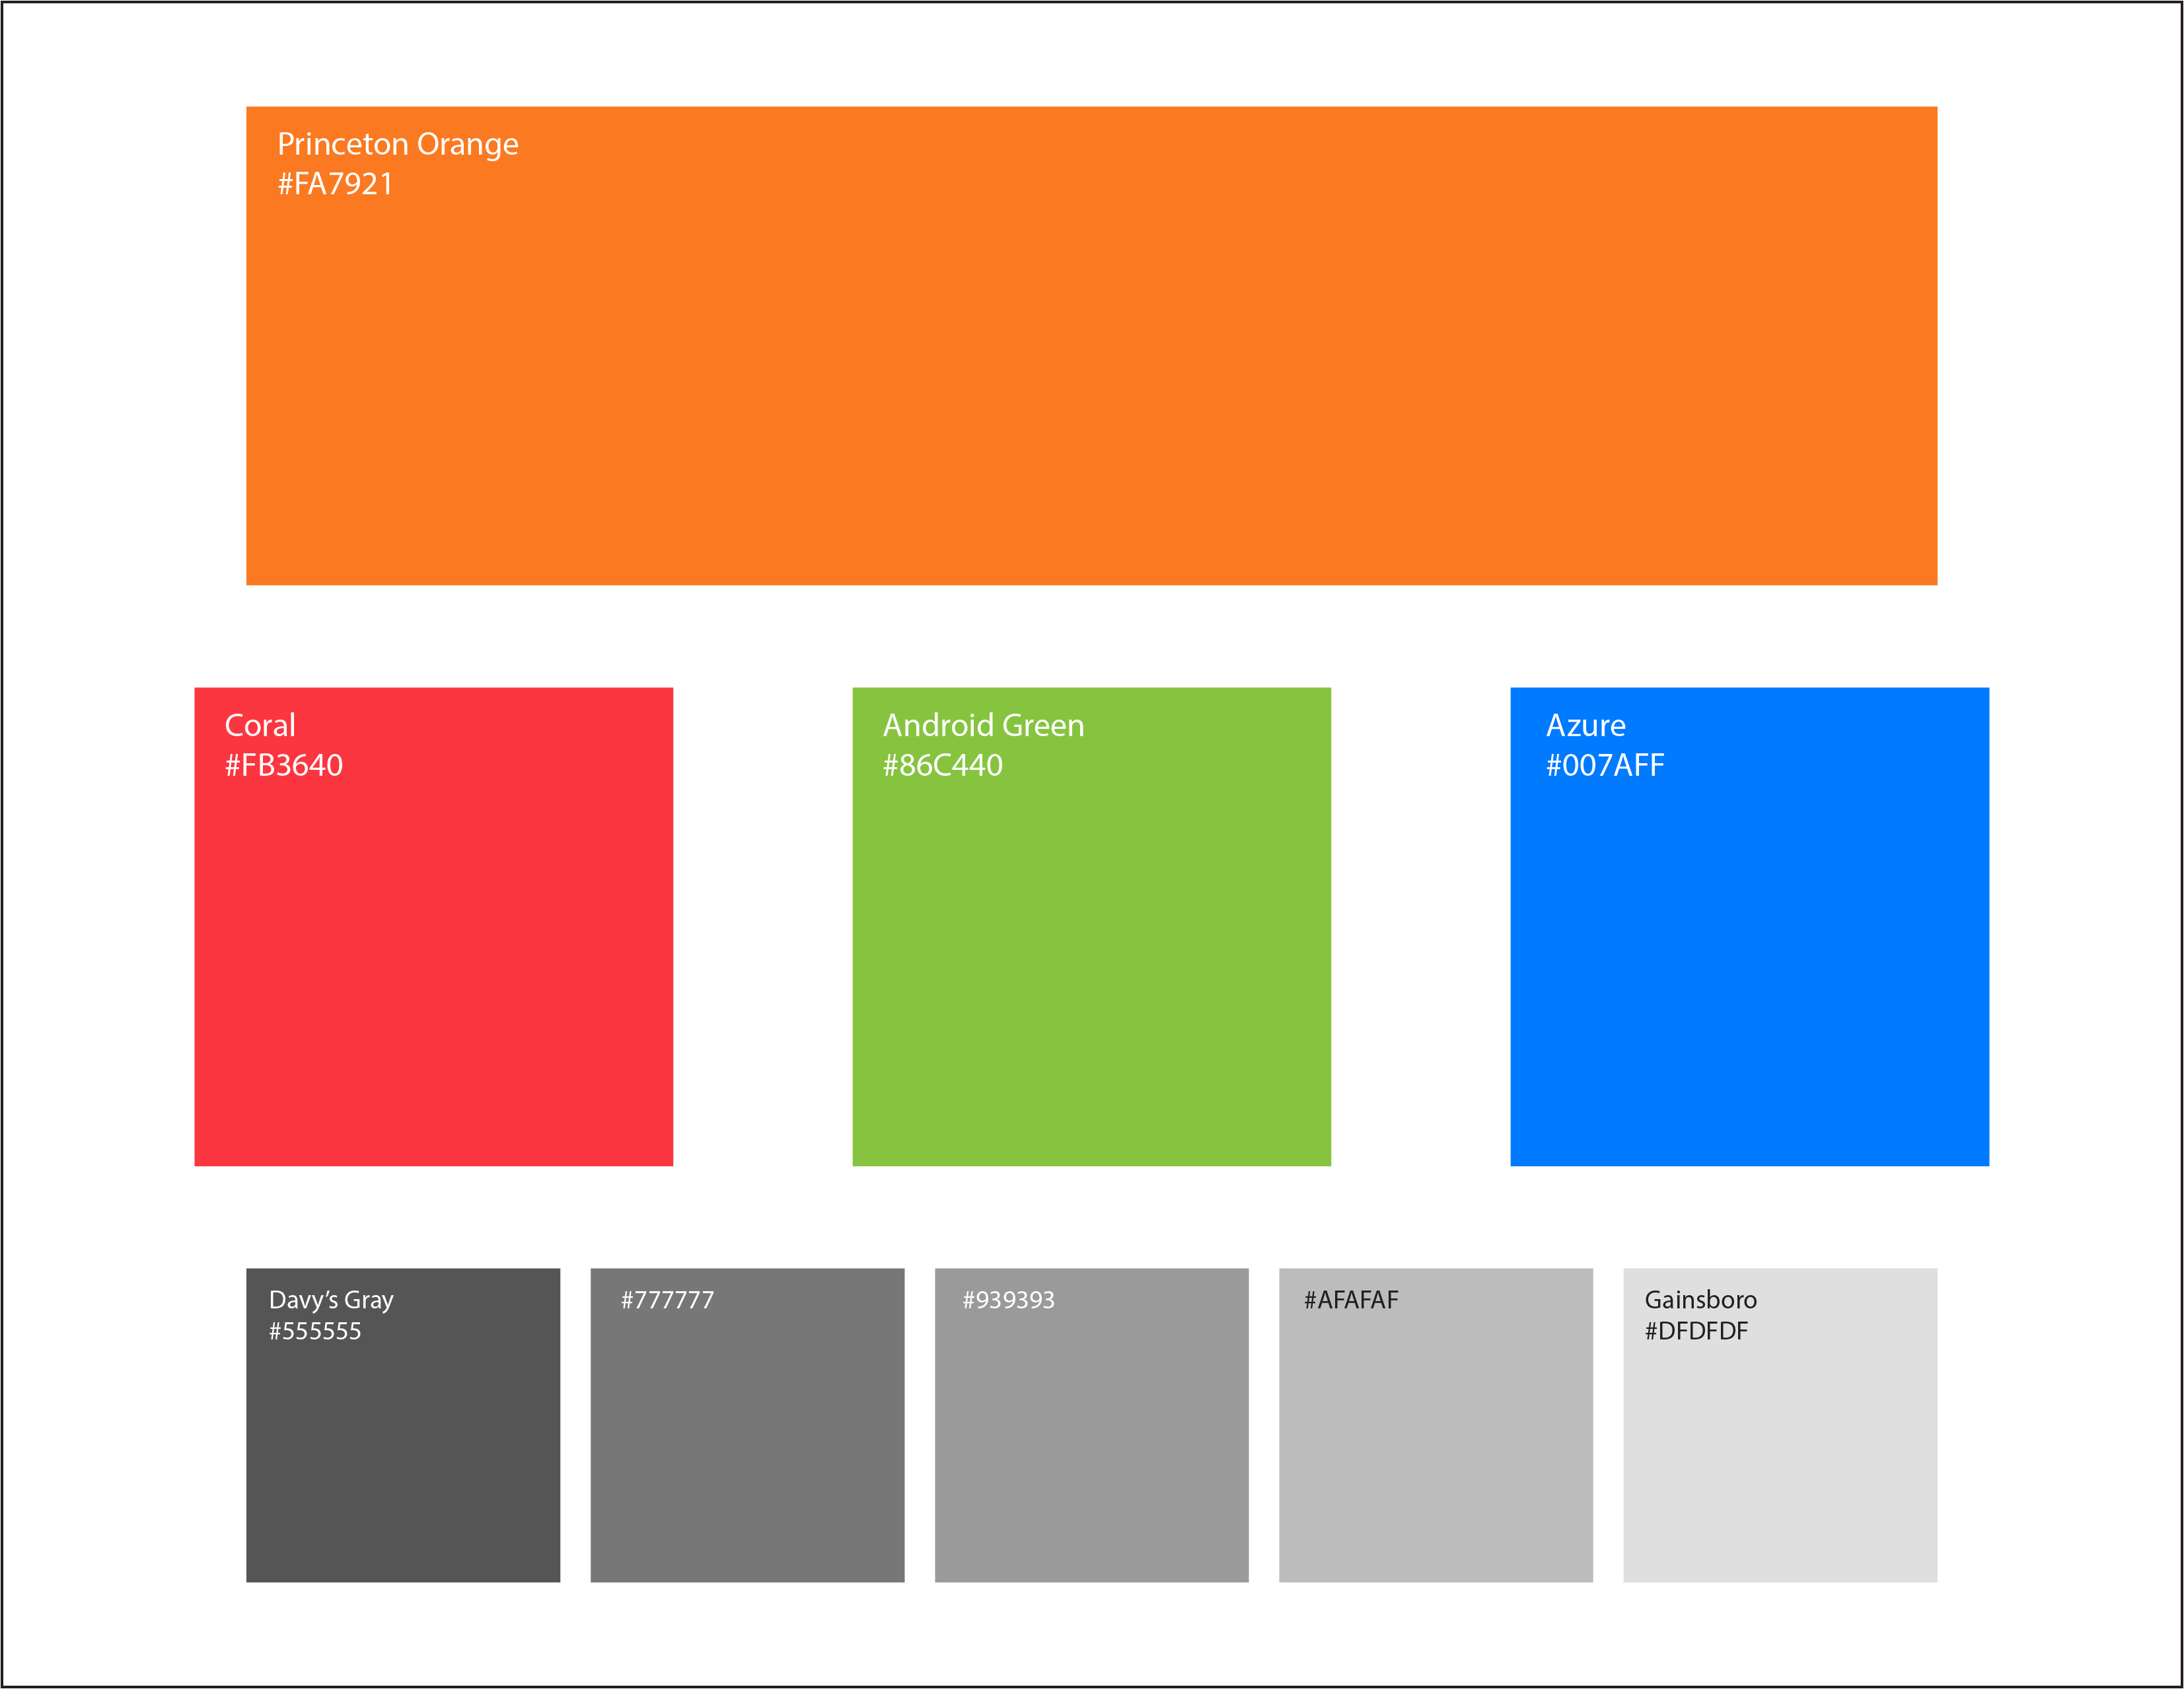 Princeton Orange
#FA7921
Coral
#FB3640
Android Green
#86C440
Azure
#007AFF
Davy’s Gray
#555555
#777777
#939393
#AFAFAF
Gainsboro
#DFDFDF